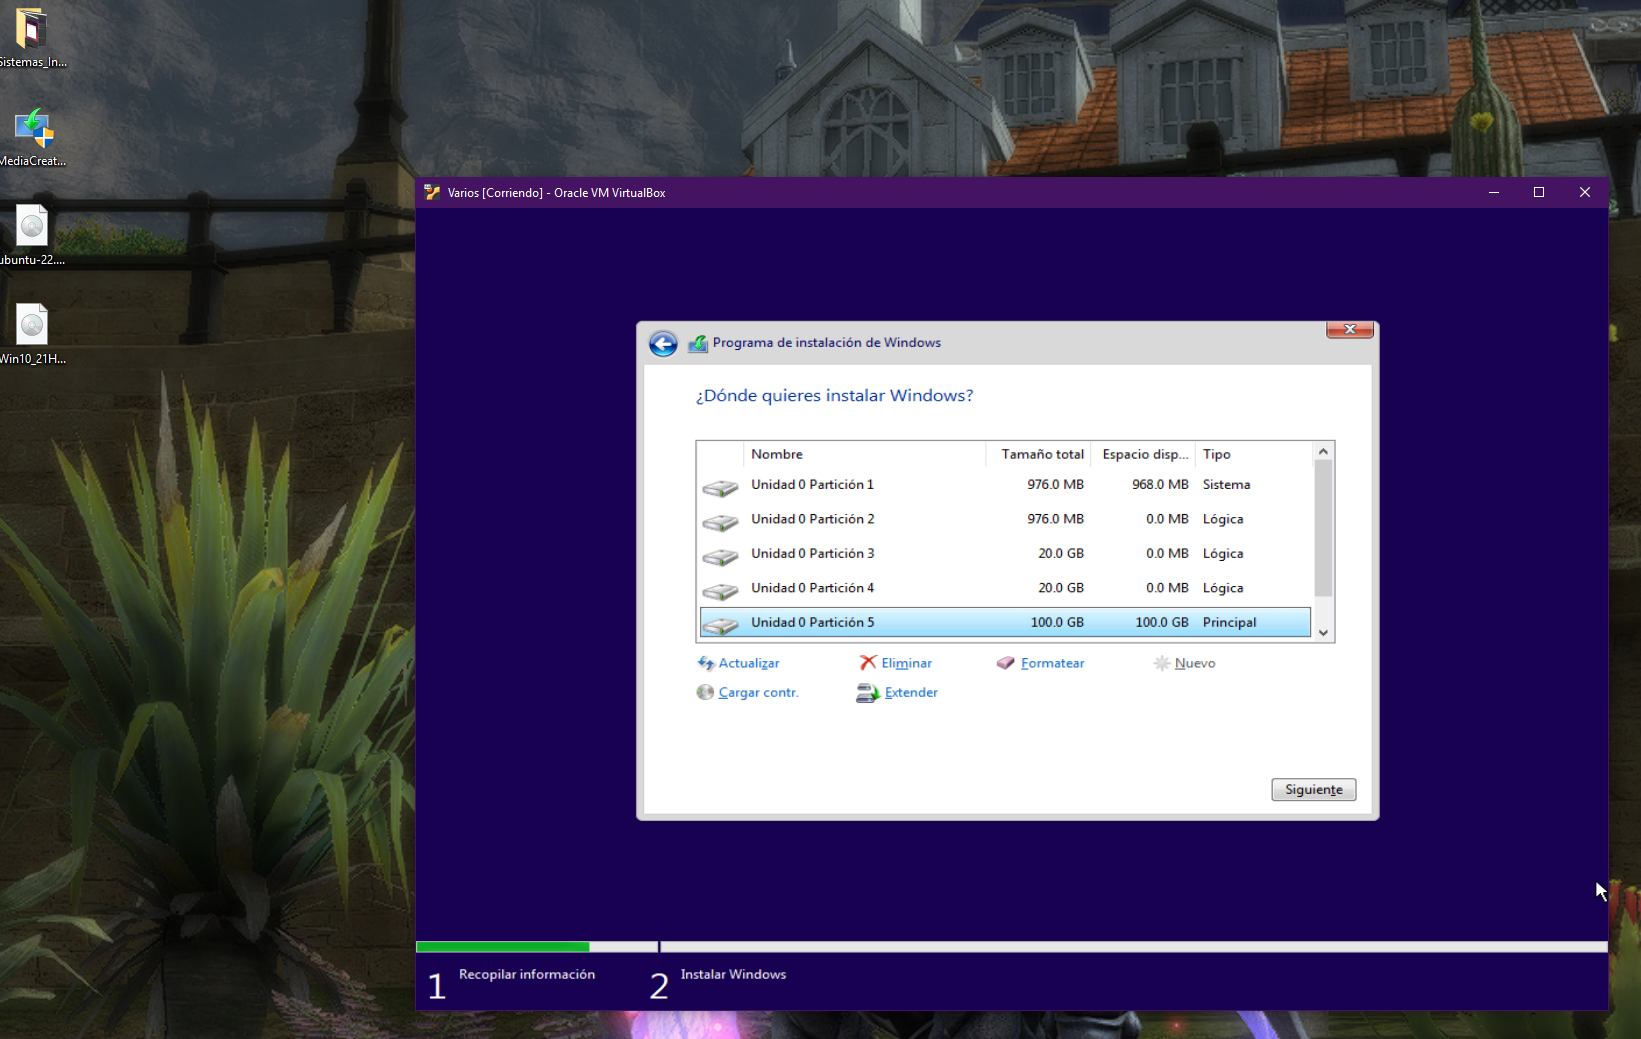 Sistemas_In...
MediaCreat...
ubuntu-22....
Win10_21H...
Varios [Corriendo] - Oracle VM VirtualBox
Programa de instalación de Windows
¿Dónde quieres instalar Windows?
Nombre Tamaño total Espacio disp... Tipo
Unidad 0 Partición 1 976.0 MB 968.0 MB Sistema
Unidad 0 Partición 2 976.0 MB 0.0 MB Lógica
Unidad 0 Partición 3 20.0 GB 0.0 MB Lógica
Unidad 0 Partición 4 20.0 GB 0.0 MB Lógica
Unidad 0 Partición 5 100.0 GB 100.0 GB Principal
Actualizar Eliminar Formatear Nuevo
Cargar contr. Extender
Siguiente
1 Recopilar información 2 Instalar Windows